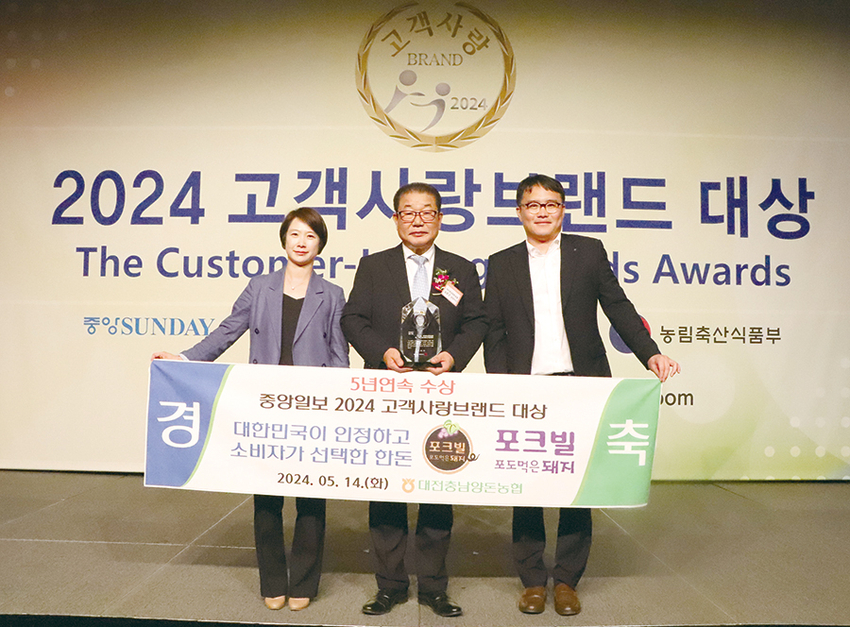 고객사랑
BRAND
2024
2024 고객사랑브랜드 대상
The Customer- Awards
중앙SUNDAY
농림축산식품부
oom
경
5년연속 수상
중앙일보 2024 고객사랑브랜드 대상
대한민국이 인정하고
소비자가 선택한 한돈
포크빌
포도먹은돼지
포크빌
포도먹은돼지
2024. 05. 14.(화)
대전충남양돈농협
축